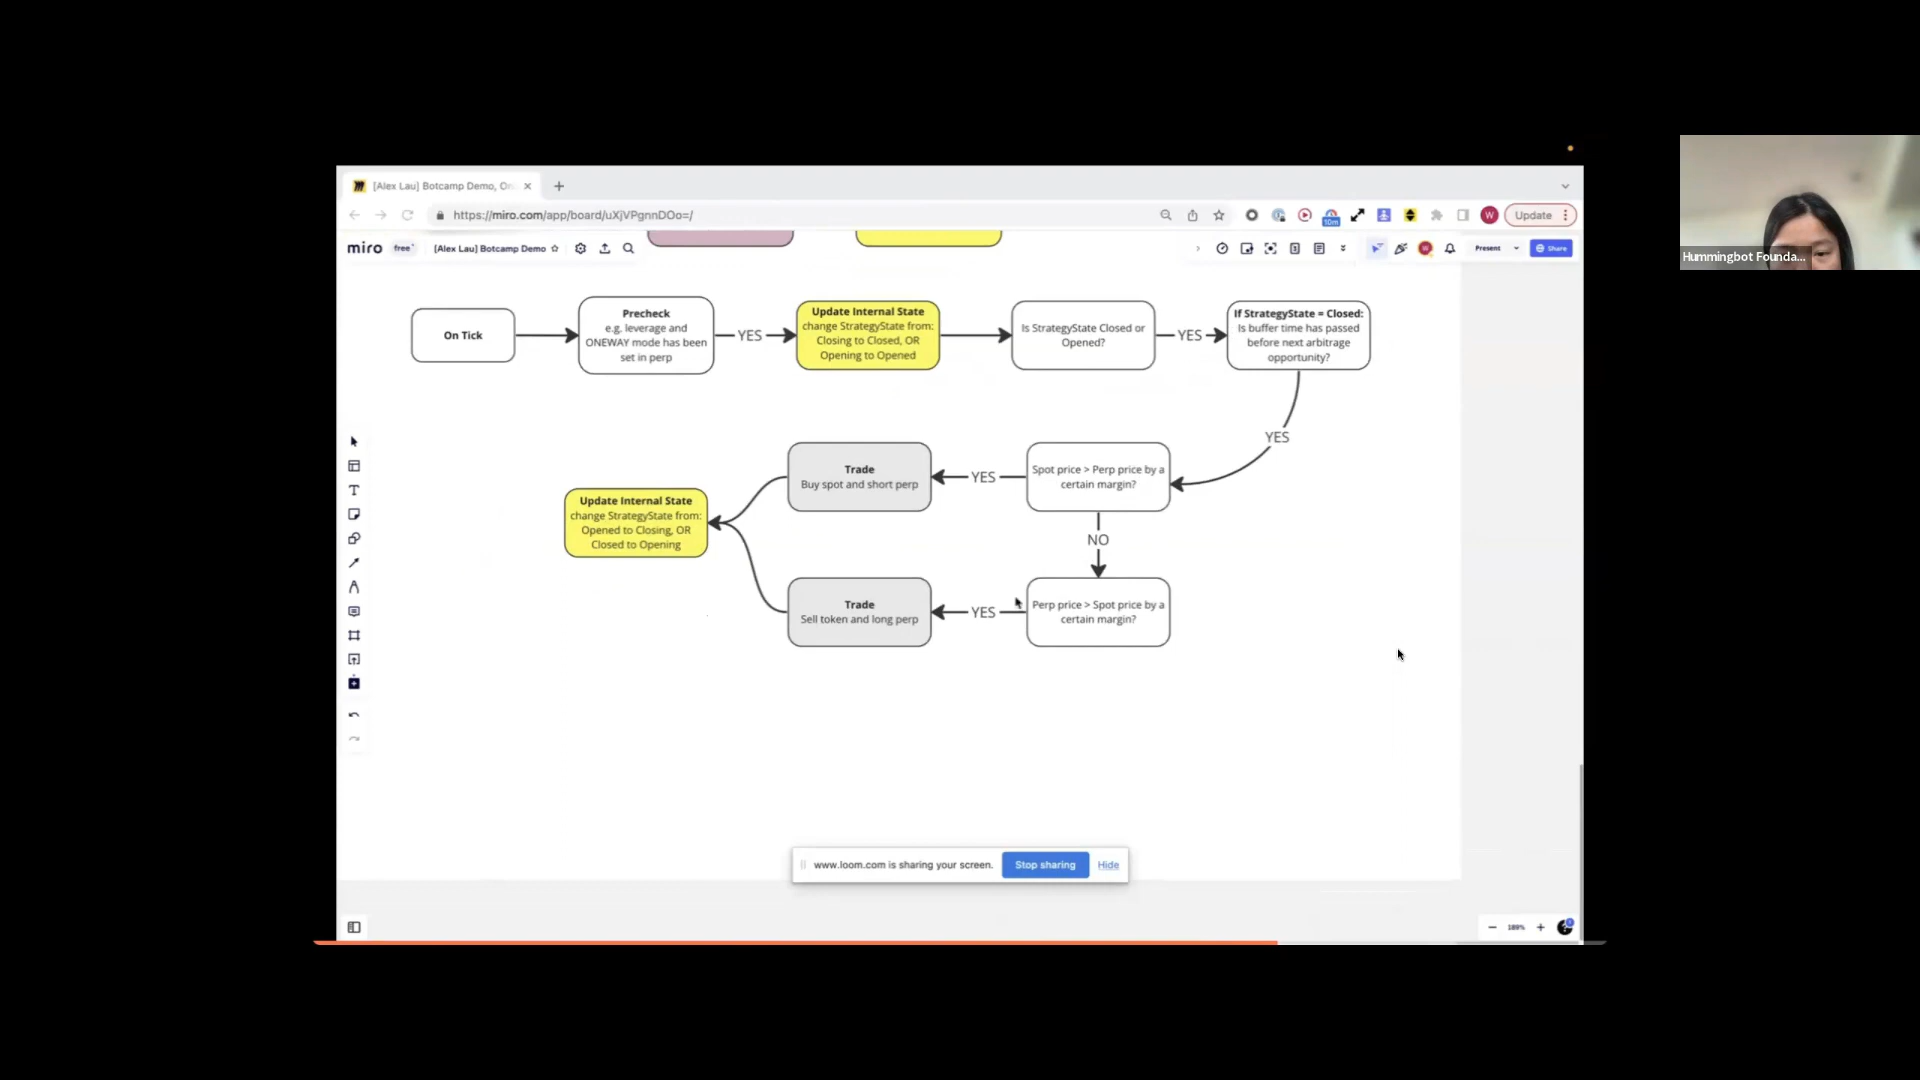 [Alex Lau] Botcamp Demo, On
https://miro.com/app/board/uXjVPgnnDOo=/
10m
W
Update
miro
free
[Alex Lau] Botcamp Demo
Present
Share
Hummingbot Founda...
On Tick
Precheck
e.g. leverage and
ONEWAY mode has been
set in perp
YES
Update Internal State
change StrategyState from:
Closing to Closed, OR
Opening to Opened
Is StrategyState Closed or
Opened?
YES
If StrategyState = Closed:
Is buffer time has passed
before next arbitrage
opportunity?
YES
Spot price > Perp price by a
certain margin?
YES
Trade
Buy spot and short perp
Update Internal State
change StrategyState from:
Opened to Closing, OR
Closed to Opening
NO
Perp price > Spot price by a
certain margin?
YES
Trade
Sell token and long perp
www.loom.com is sharing your screen.
Stop sharing
Hide